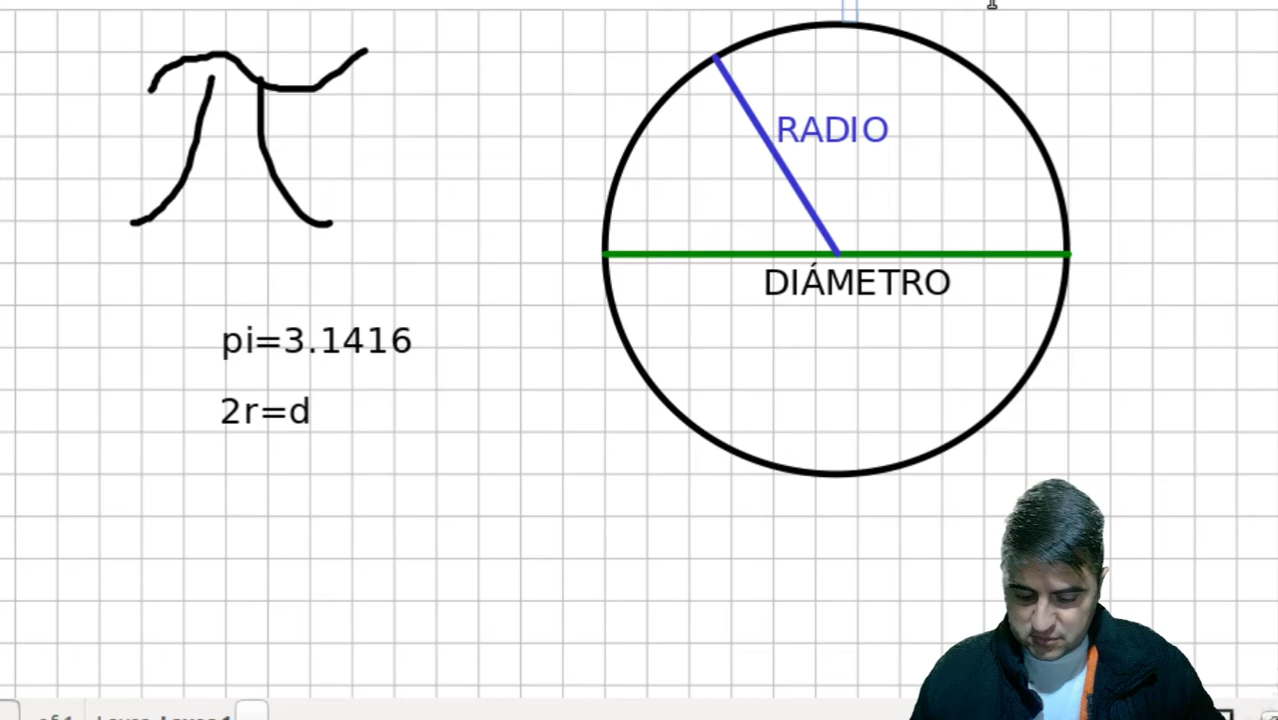 π
RADIO
DIÁMETRO
pi=3.1416
2r=d